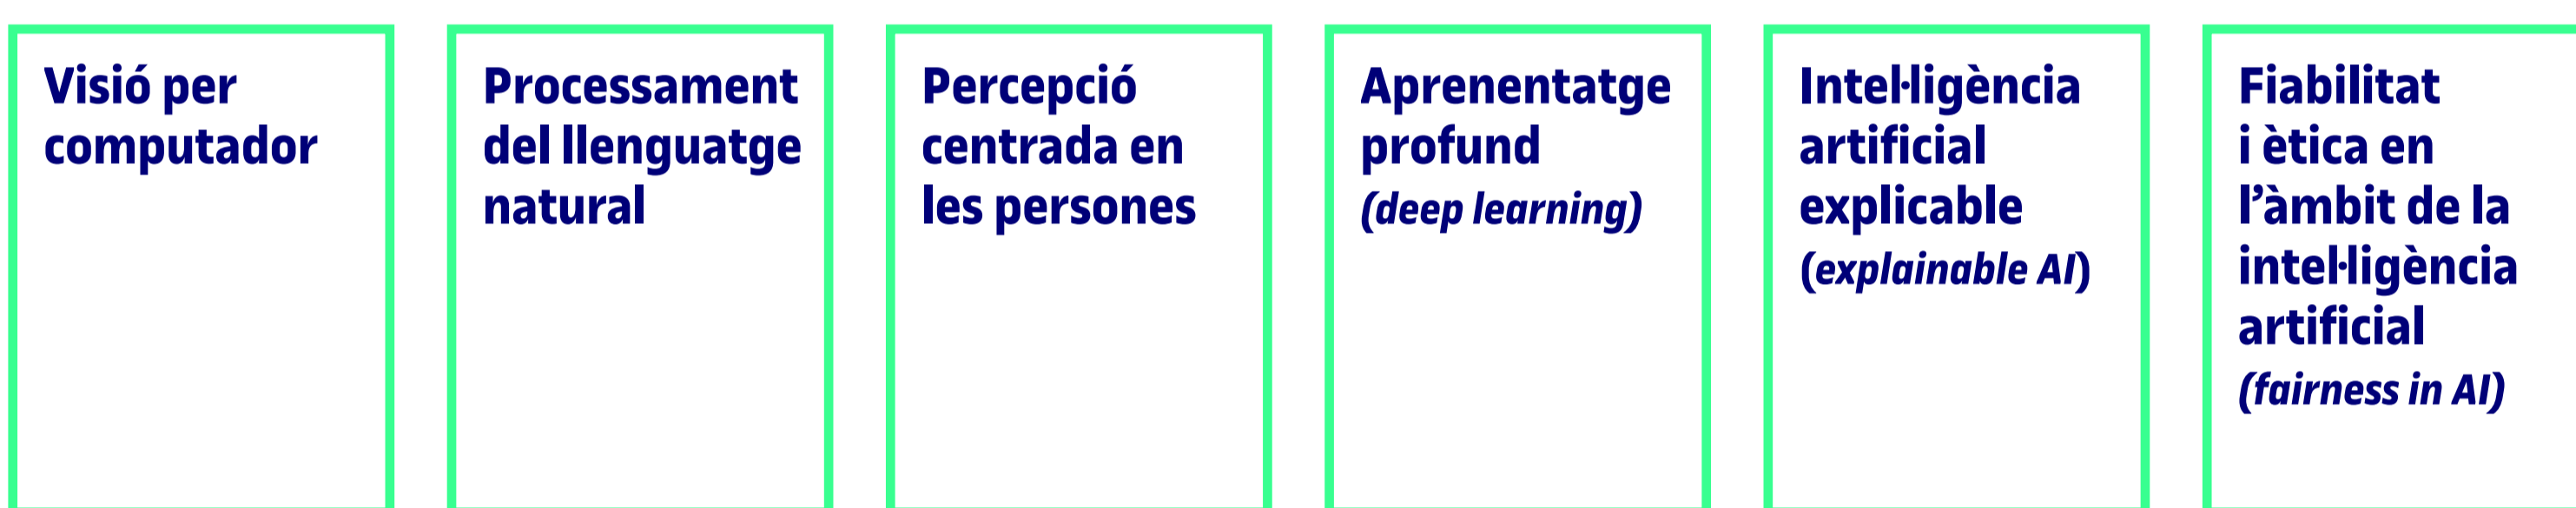 Visió per
computador
Processament
del llenguatge
natural
Percepció
centrada en
les persones
Aprenentatge
profund
(deep learning)
Intel·ligència
artificial
explicable
(explainable AI)
Fiabilitat
i ètica en
l’àmbit de la
intel·ligència
artificial
(fairness in AI)